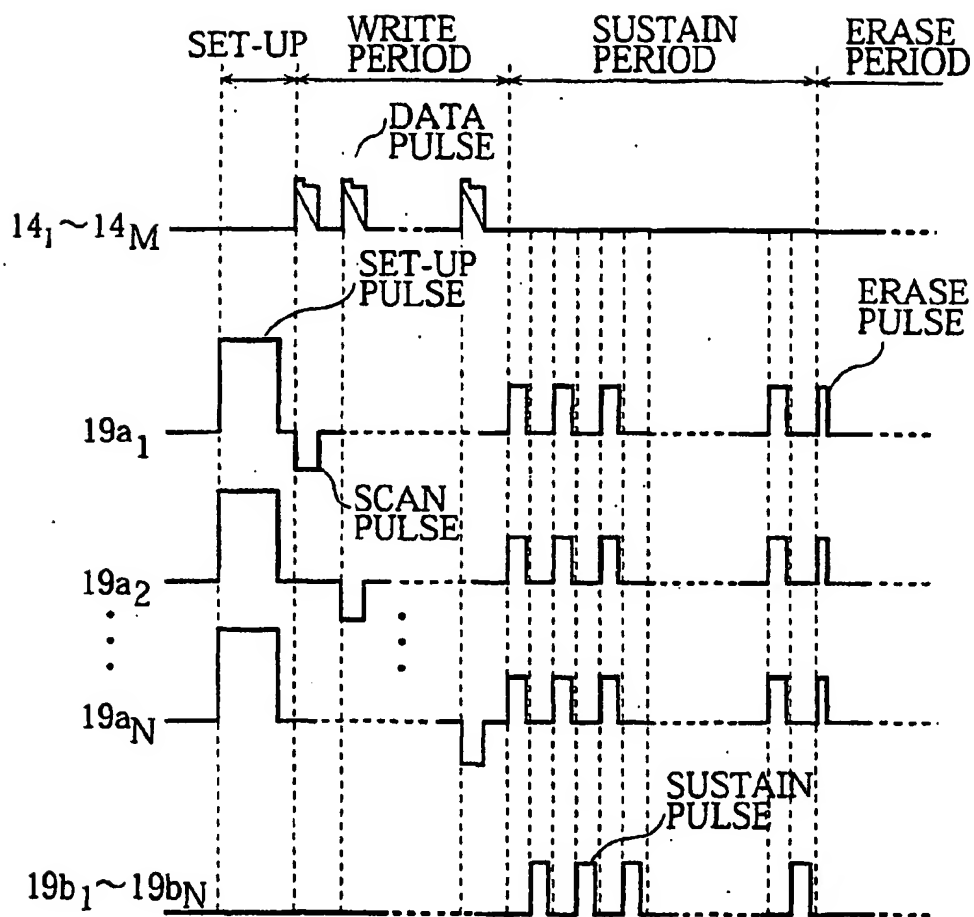 SET-UP
WRITE
PERIOD
SUSTAIN
PERIOD
ERASE
PERIOD
DATA
PULSE
14₁~14M
SET-UP
PULSE
ERASE
PULSE
19a₁
SCAN
PULSE
19a₂
19aN
SUSTAIN
PULSE
19b₁~19bN